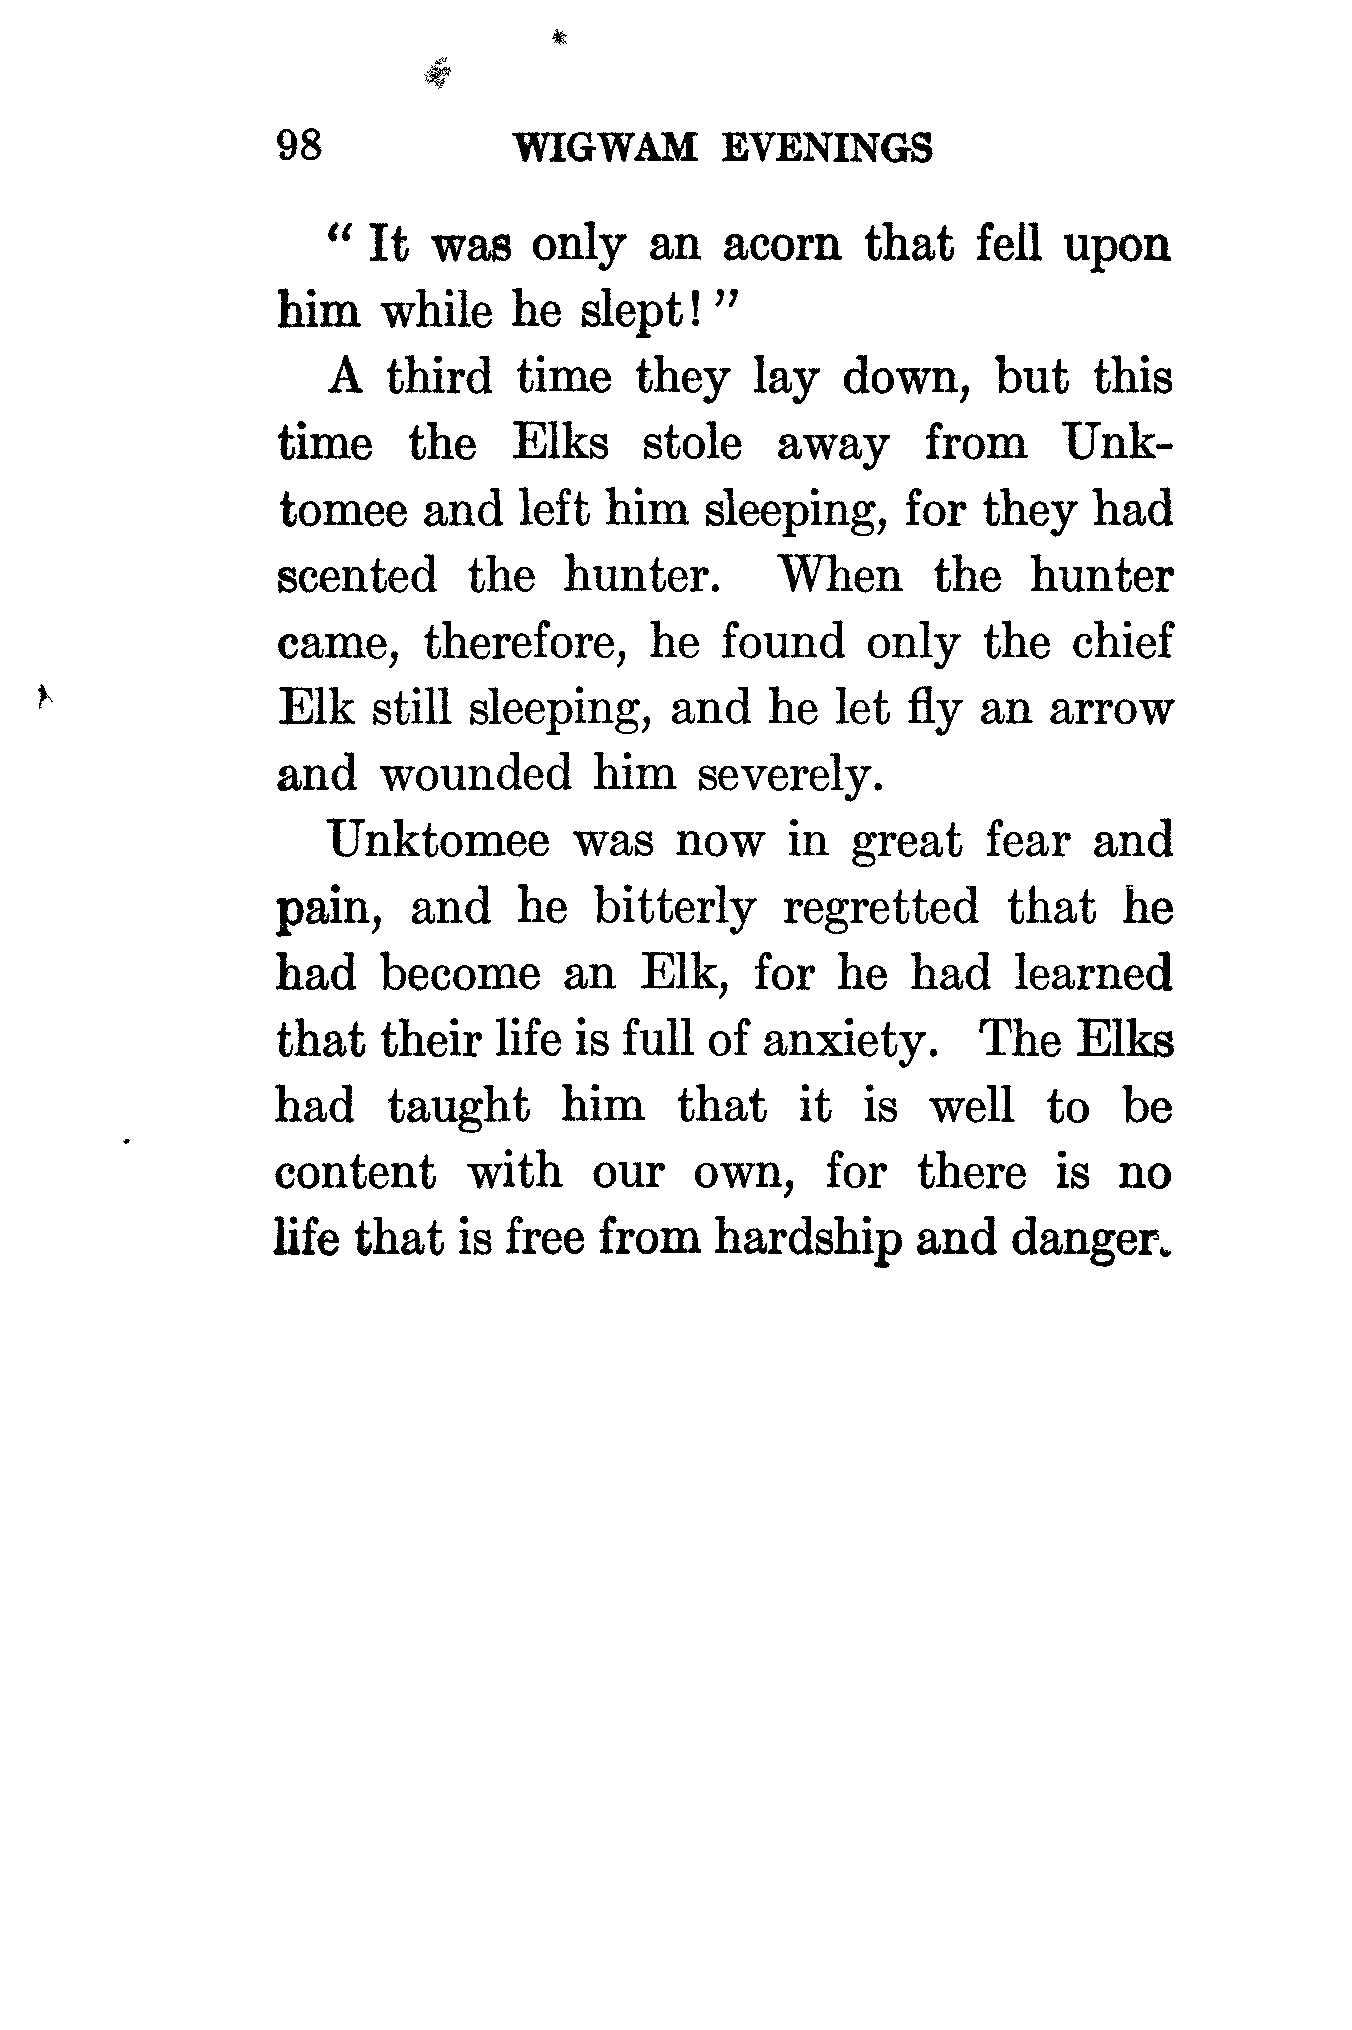 98 WIGWAM EVENINGS
“ It was only an acorn that fell upon
him while he slept! ”
A third time they lay down, but this
time the Elks stole away from Unk-
tomee and left him sleeping, for they had
scented the hunter. When the hunter
came, therefore, he found only the chief
Elk still sleeping, and he let fly an arrow
and wounded him severely.
Unktomee was now in great fear and
pain, and he bitterly regretted that he
had become an Elk, for he had learned
that their life is full of anxiety. The Elks
had taught him that it is well to be
content with our own, for there is no
life that is free from hardship and danger.